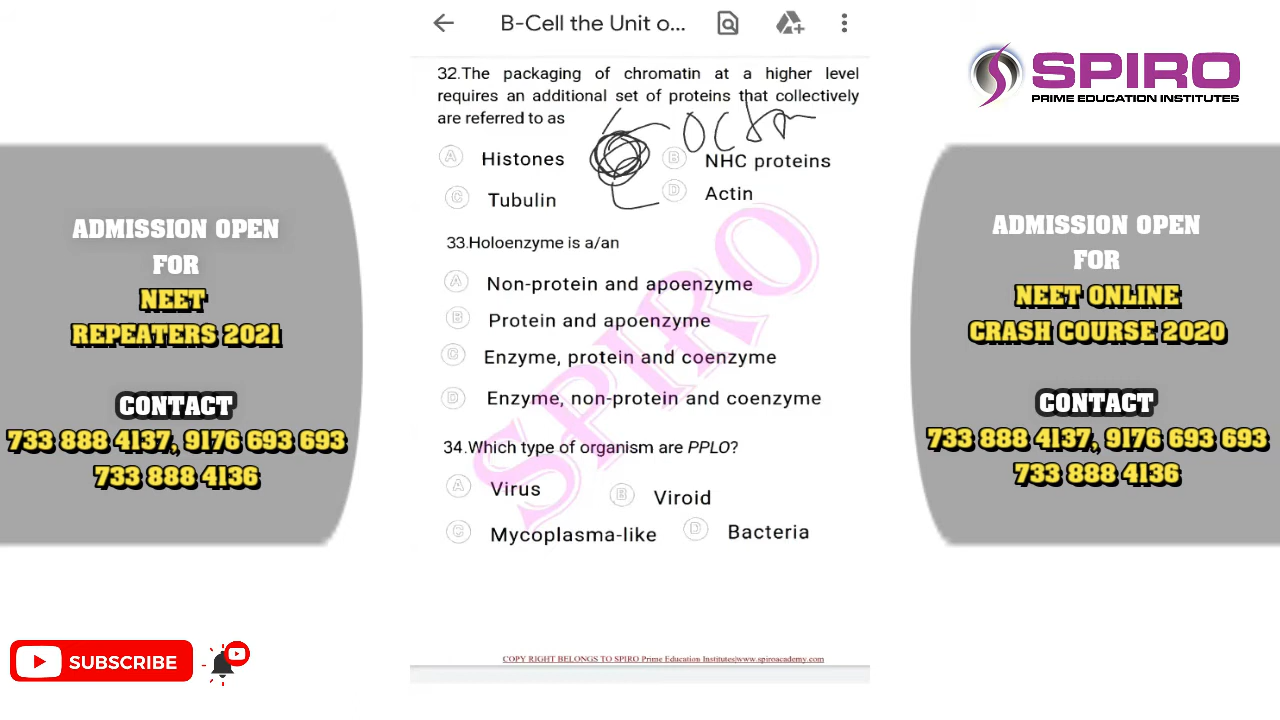 B-Cell the Unit o...
SPIRO
PRIME EDUCATION INSTITUTES
32.The packaging of chromatin at a higher level
requires an additional set of proteins that collectively
are referred to as
A Histones
B NHC proteins
C Tubulin
D Actin
33.Holoenzyme is a/an
A Non-protein and apoenzyme
B Protein and apoenzyme
C Enzyme, protein and coenzyme
D Enzyme, non-protein and coenzyme
34.Which type of organism are PPLO?
A Virus
B Viroid
C Mycoplasma-like
D Bacteria
SPIRO
COPY RIGHT BELONGS TO SPIRO Prime Education Institutes|www.spiroacademy.com
ADMISSION OPEN
FOR
NEET
REPEATERS 2021
CONTACT
733 888 4137, 9176 693 693
733 888 4136
ADMISSION OPEN
FOR
NEET ONLINE
CRASH COURSE 2020
CONTACT
733 888 4137, 9176 693 693
733 888 4136
SUBSCRIBE